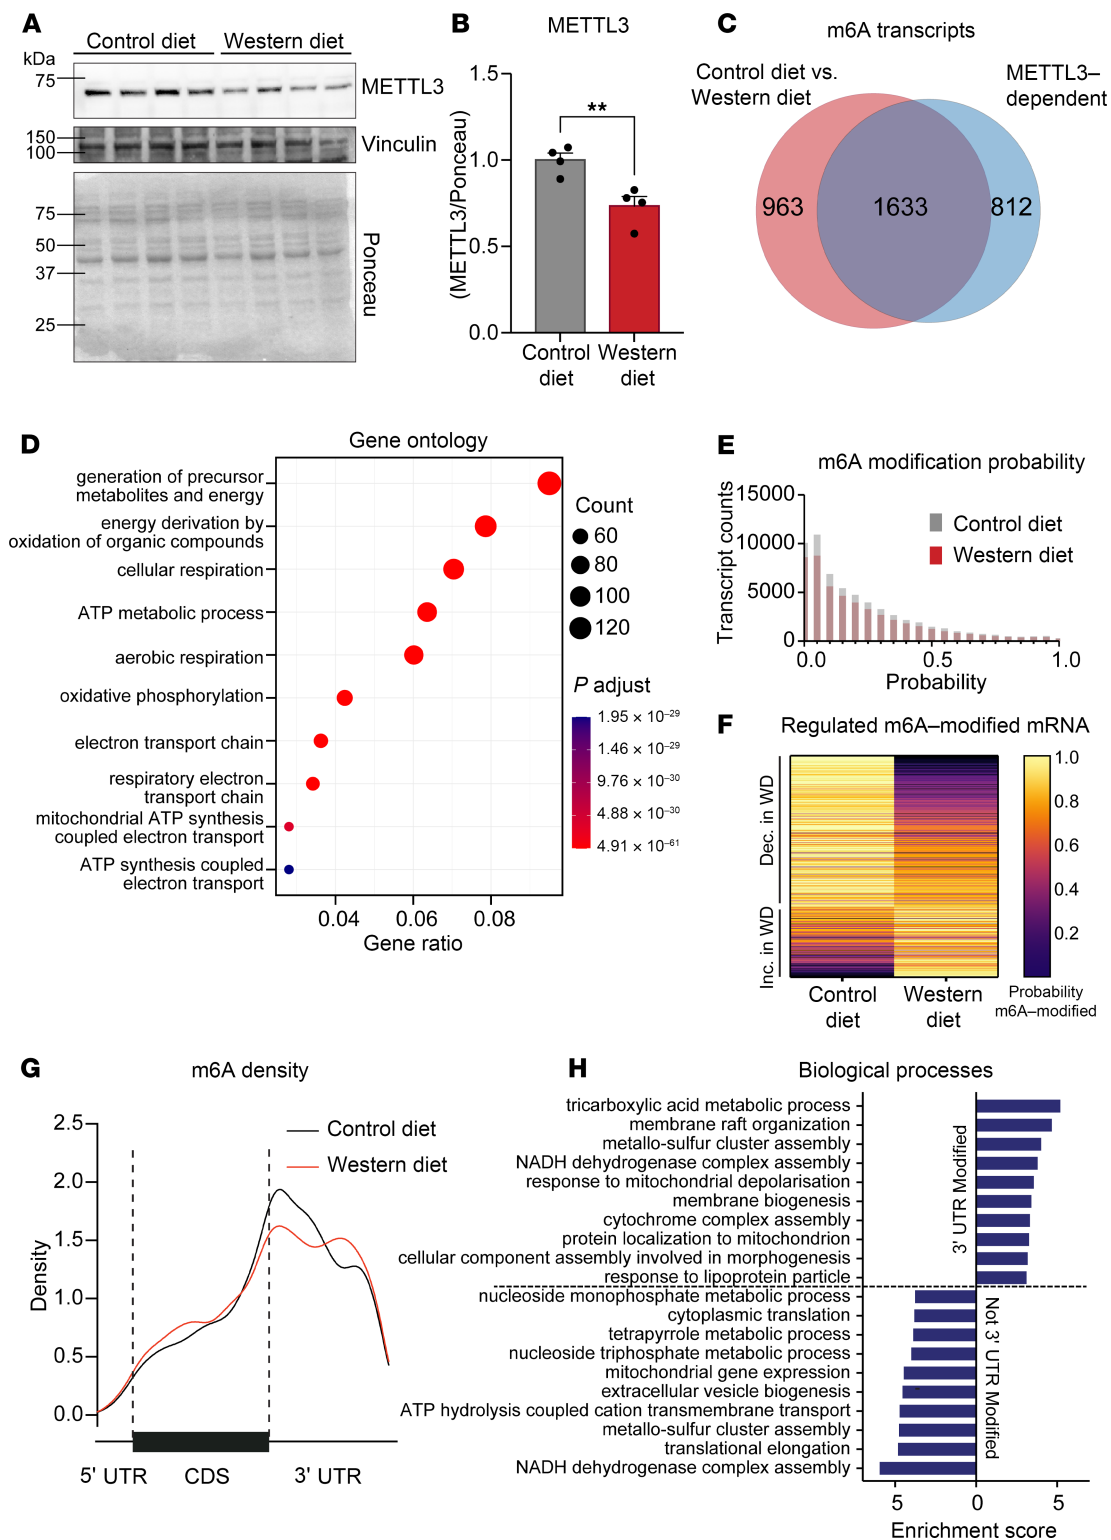 A
Control diet
Western diet
kDa
75
METTL3
150
100
Vinculin
75
50
37
25
Ponceau
B
METTL3
(METTL3/Ponceau)
1.5
1.0
0.5
0.0
**
Control diet
Western diet
C
m6A transcripts
Control diet vs.
Western diet
METTL3–
dependent
963
1633
812
D
Gene ontology
generation of precursor
metabolites and energy
energy derivation by
oxidation of organic compounds
cellular respiration
ATP metabolic process
aerobic respiration
oxidative phosphorylation
electron transport chain
respiratory electron
transport chain
mitochondrial ATP synthesis
coupled electron transport
ATP synthesis coupled
electron transport
0.04
0.06
0.08
Gene ratio
Count
60
80
100
120
P adjust
1.95 × 10⁻²⁹
1.46 × 10⁻²⁹
9.76 × 10⁻³⁰
4.88 × 10⁻³⁰
4.91 × 10⁻⁶¹
E
m6A modification probability
Transcript counts
15000
10000
5000
0
Control diet
Western diet
0.0
0.5
1.0
Probability
F
Regulated m6A–modified mRNA
Dec. in WD
Inc. in WD
1.0
0.8
0.6
0.4
0.2
Control
diet
Western
diet
Probability
m6A–modified
G
m6A density
Density
2.5
2.0
1.5
1.0
0.5
0.0
Control diet
Western diet
5' UTR
CDS
3' UTR
H
Biological processes
tricarboxylic acid metabolic process
membrane raft organization
metallo-sulfur cluster assembly
NADH dehydrogenase complex assembly
response to mitochondrial depolarisation
membrane biogenesis
cytochrome complex assembly
protein localization to mitochondrion
cellular component assembly involved in morphogenesis
response to lipoprotein particle
nucleoside monophosphate metabolic process
cytoplasmic translation
tetrapyrrole metabolic process
nucleoside triphosphate metabolic process
mitochondrial gene expression
extracellular vesicle biogenesis
ATP hydrolysis coupled cation transmembrane transport
metallo-sulfur cluster assembly
translational elongation
NADH dehydrogenase complex assembly
3' UTR Modified
Not 3' UTR Modified
5
0
5
Enrichment score